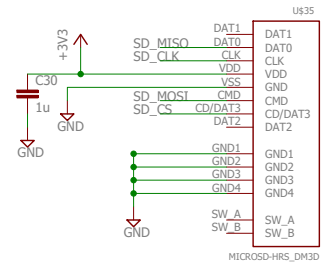 U$35
+3V3
DAT1 DAT1
SD_MISO DAT0 DAT0
SD_CLK CLK CLK
VDD VDD
C30 VSS GND
1u SD_MOSI CMD CMD
GND SD_CS CD/DAT3 CD/DAT3
DAT2 DAT2
GND
GND1 GND1
GND2 GND2
GND3 GND3
GND4 GND4
SW_A SW_A
GND SW_B SW_B
MICROSD-HRS_DM3D